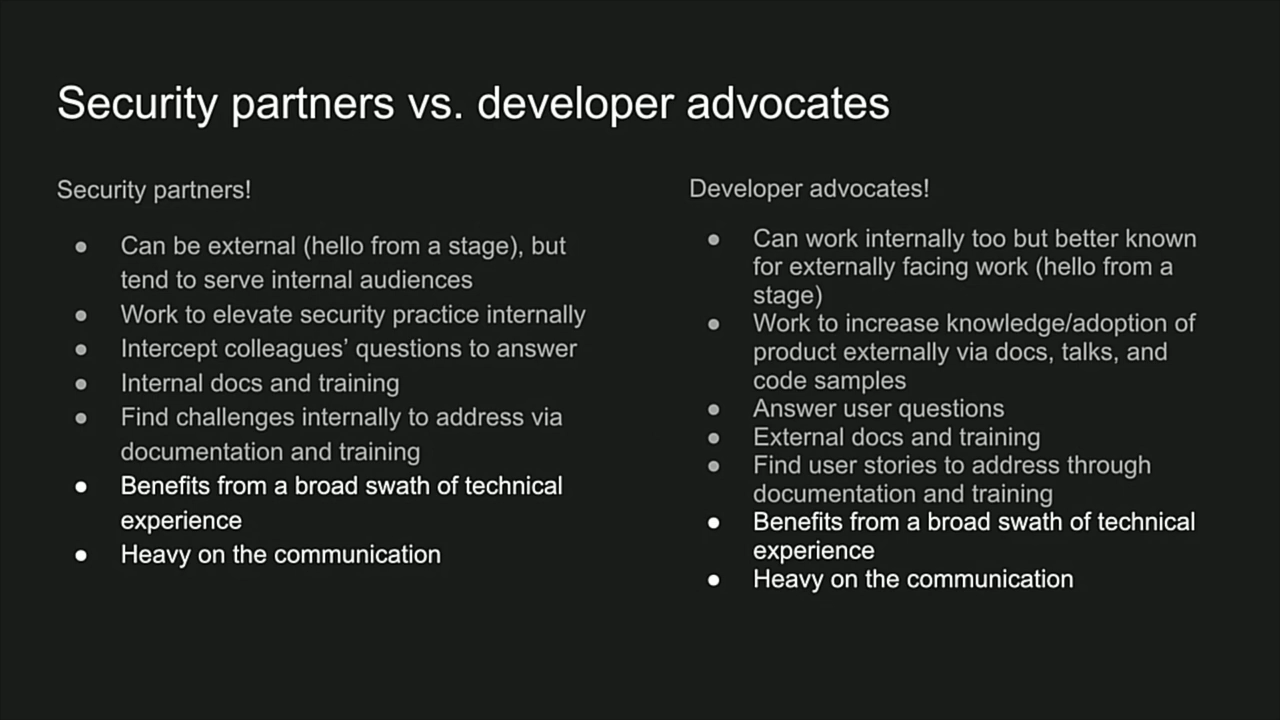 Security partners vs. developer advocates
Security partners!
● Can be external (hello from a stage), but
tend to serve internal audiences
● Work to elevate security practice internally
● Intercept colleagues’ questions to answer
● Internal docs and training
● Find challenges internally to address via
documentation and training
● Benefits from a broad swath of technical
experience
● Heavy on the communication
Developer advocates!
● Can work internally too but better known
for externally facing work (hello from a
stage)
● Work to increase knowledge/adoption of
product externally via docs, talks, and
code samples
● Answer user questions
● External docs and training
● Find user stories to address through
documentation and training
● Benefits from a broad swath of technical
experience
● Heavy on the communication